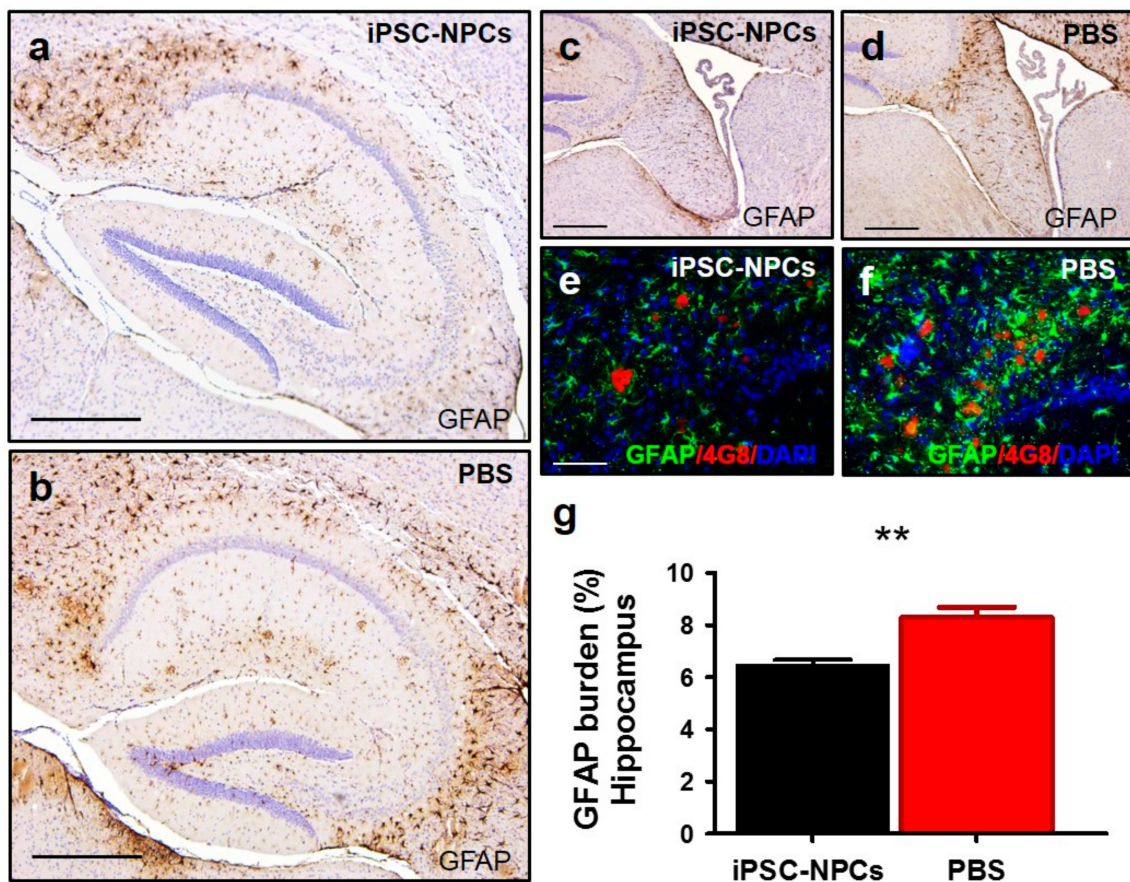 a
iPSC-NPCs
GFAP
b
PBS
GFAP
c
iPSC-NPCs
GFAP
d
PBS
GFAP
e
iPSC-NPCs
GFAP/4G8/DAPI
f
PBS
GFAP/4G8/DAPI
g
**
GFAP burden (%)
Hippocampus
10
8
6
4
2
0
iPSC-NPCs
PBS